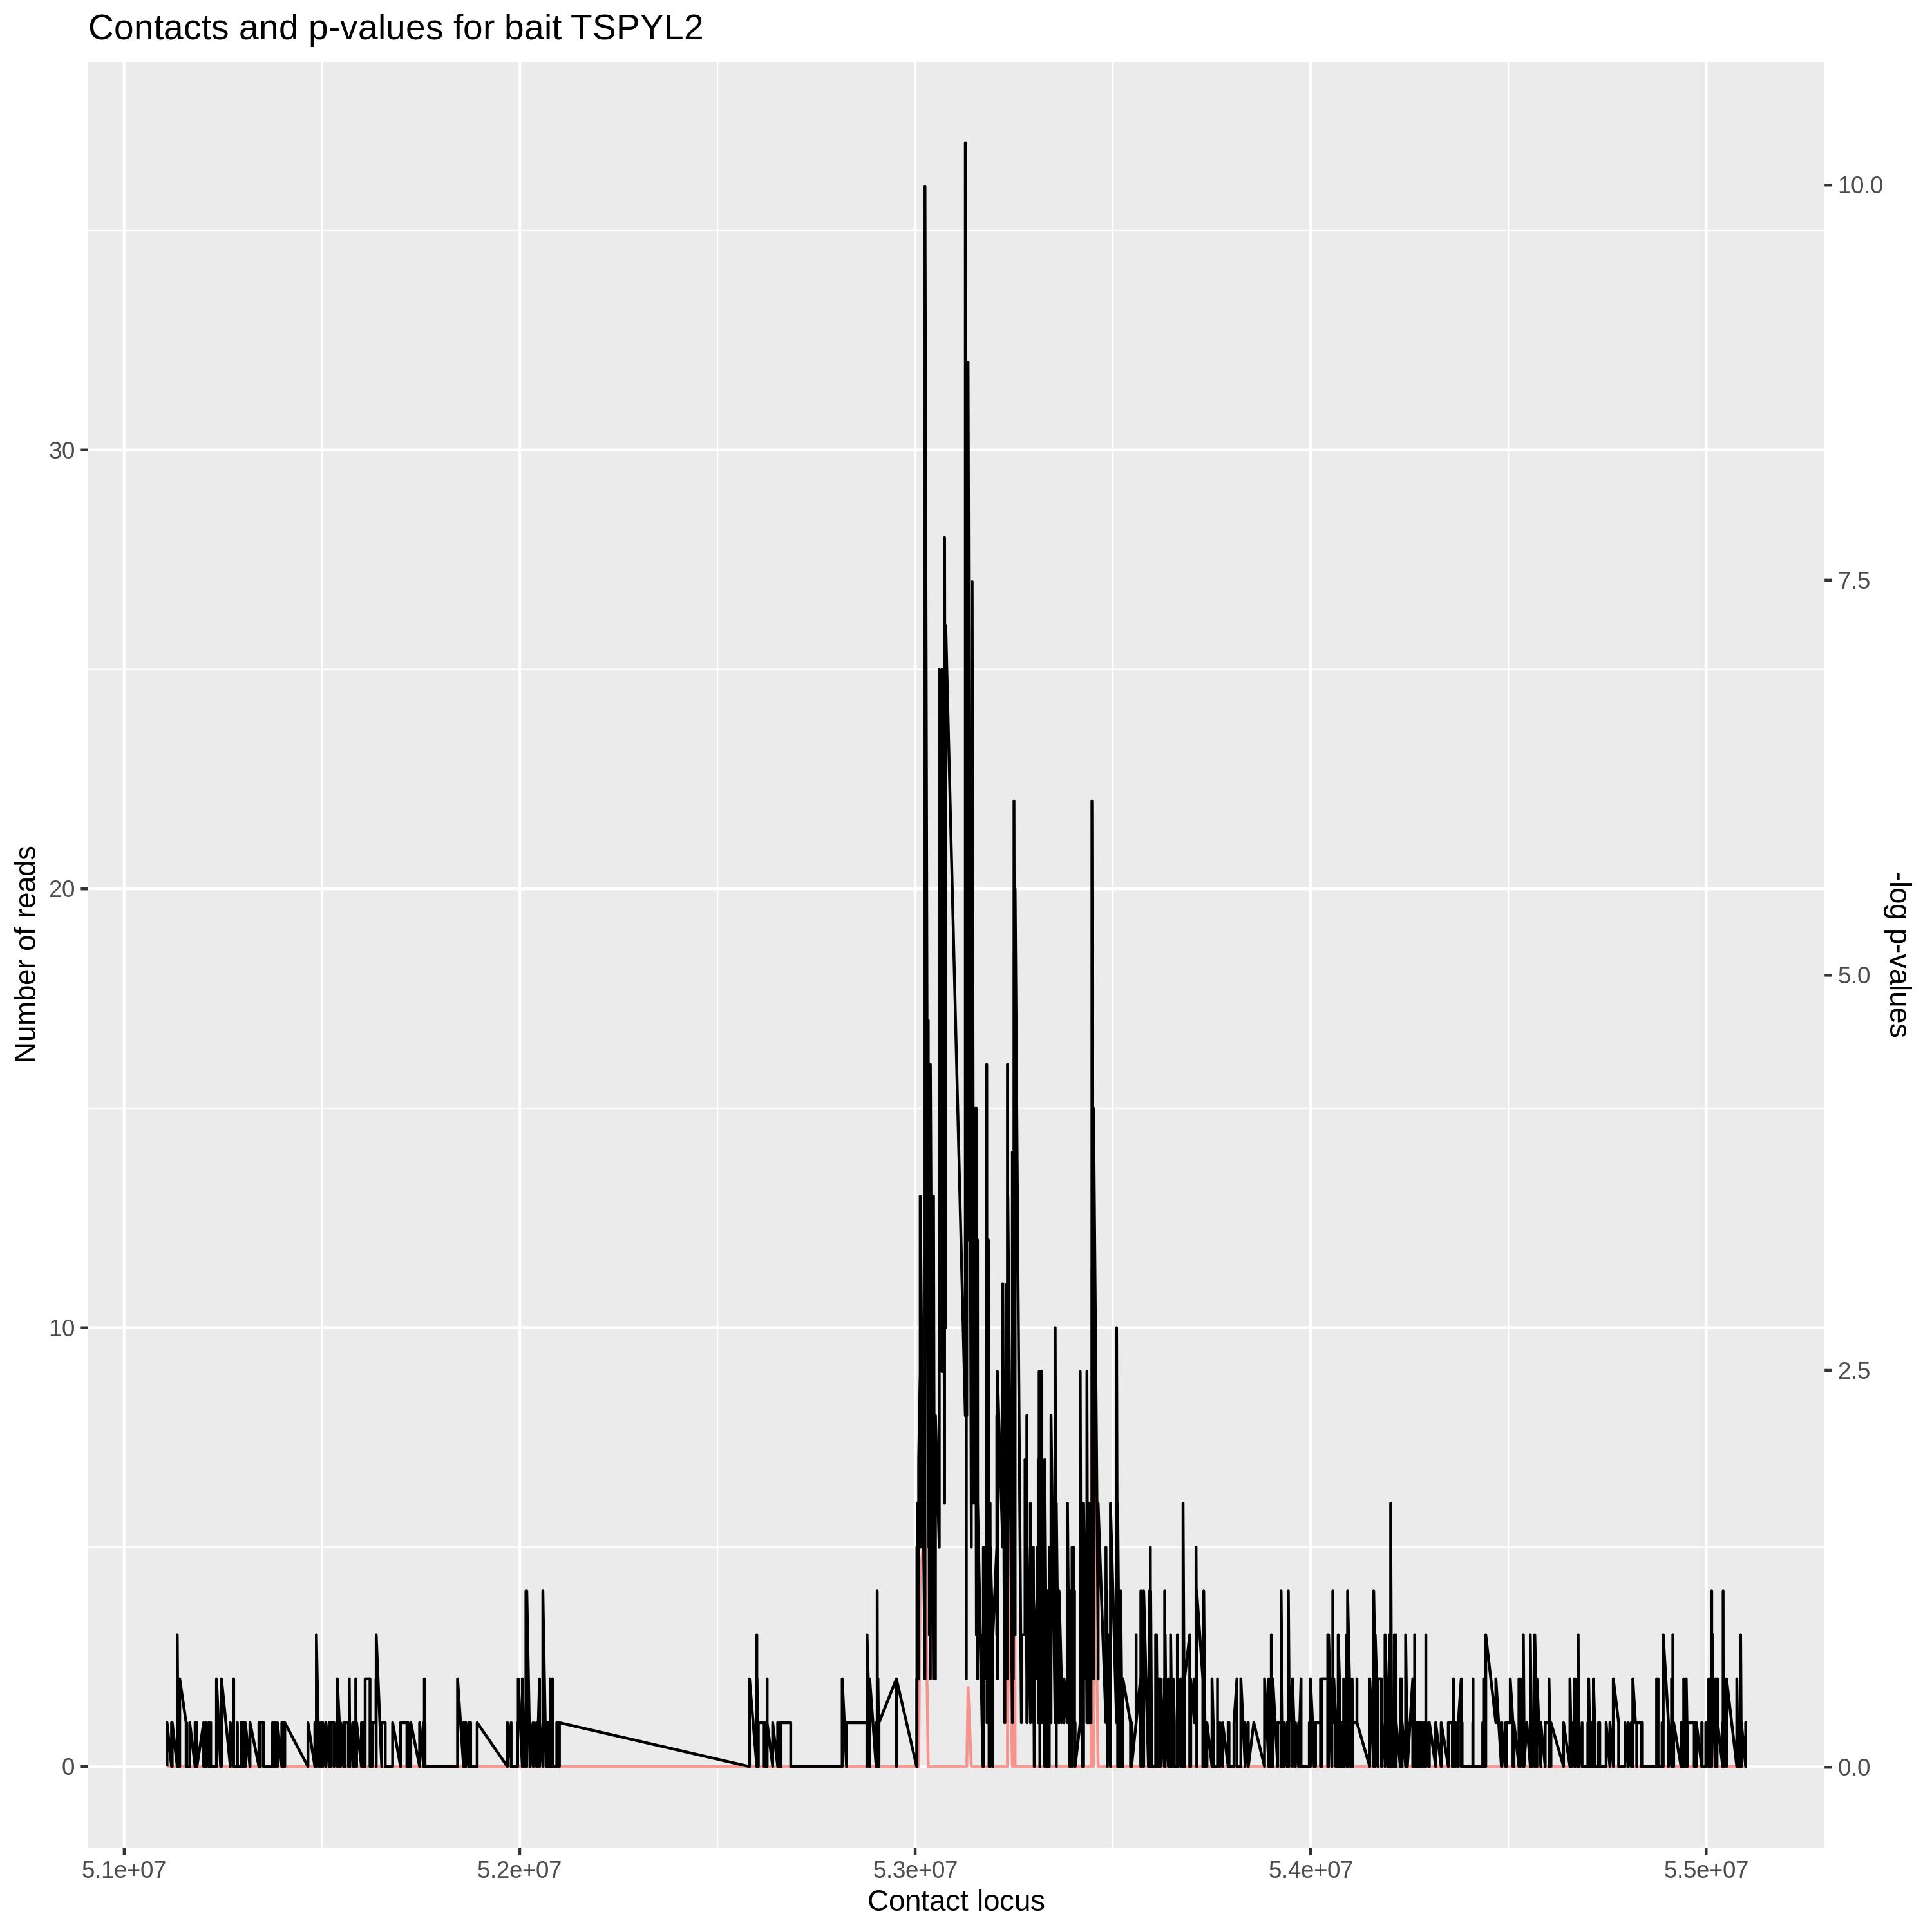 Contacts and p-values for bait TSPYL2
Number of reads
30
20
10
0
10.0
7.5
5.0
2.5
0.0
-log p-values
5.1e+07 5.2e+07 5.3e+07 5.4e+07 5.5e+07
Contact locus